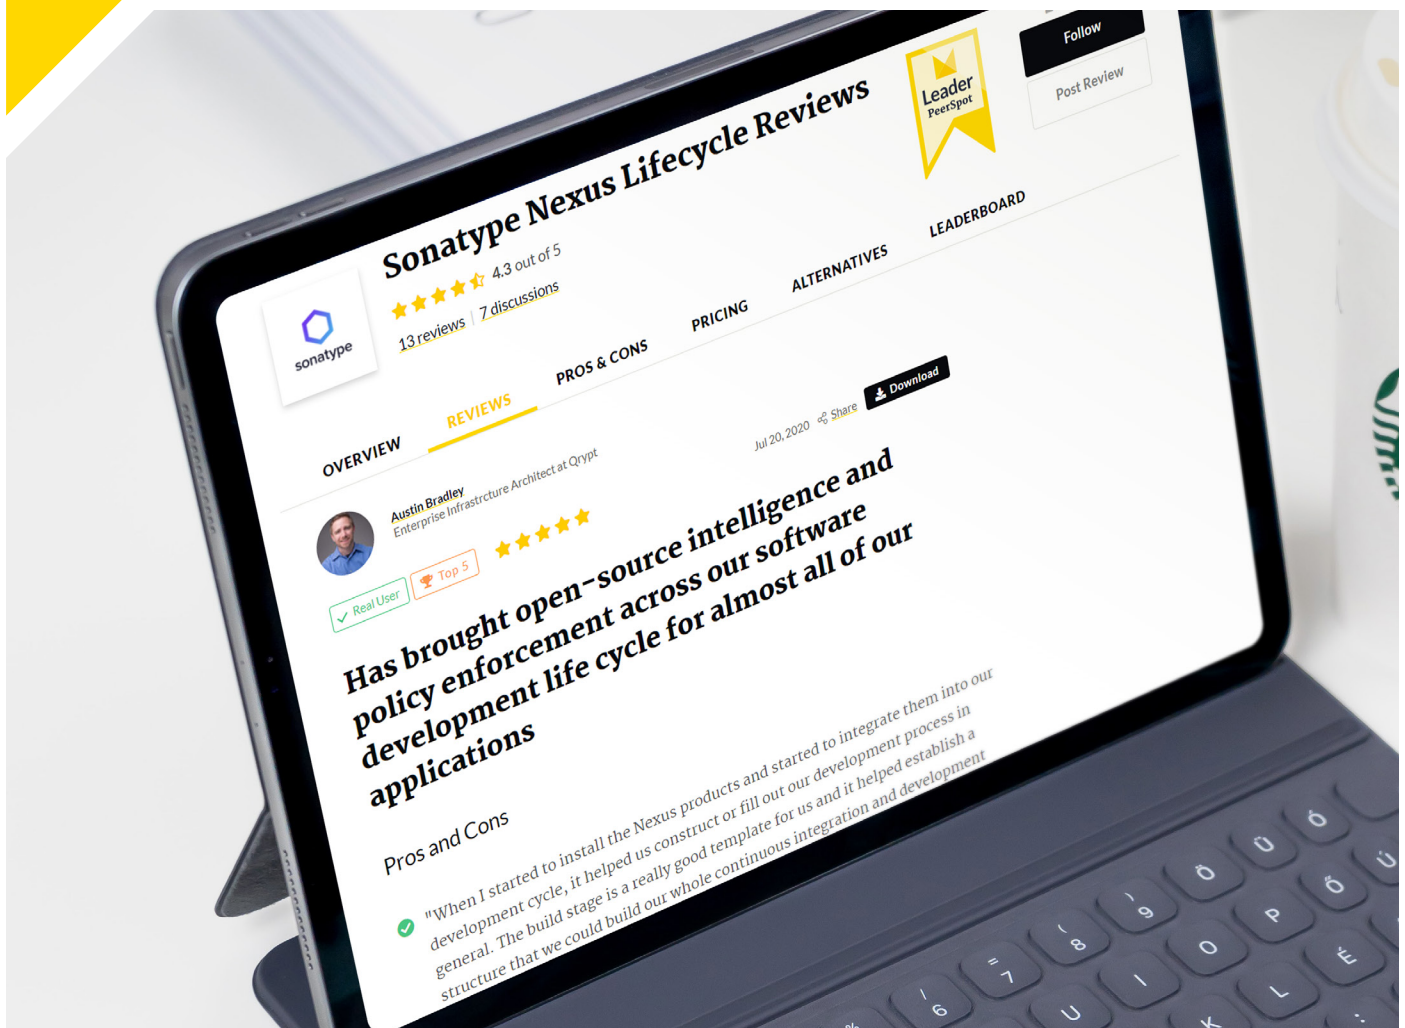 Follow
Post Review
Leader
PeerSpot
Sonatype Nexus Lifecycle Reviews
4.3 out of 5
13 reviews | 7 discussions
sonatype
OVERVIEW
REVIEWS
PROS & CONS
PRICING
ALTERNATIVES
LEADERBOARD
Austin Bradley
Enterprise Infrastrcture Architect at Qrypt
Jul 20, 2020
Share
Download
Real User
Top 5
Has brought open-source intelligence and
policy enforcement across our software
development life cycle for almost all of our
applications
Pros and Cons
"When I started to install the Nexus products and started to integrate them into our
development cycle, it helped us construct or fill out our development process in
general. The build stage is a really good template for us and it helped establish a
structure that we could build our whole continuous integration and development
Ö Ü Ó
( 8 ) 9
= 7
/ 6
%
U I O P Ő Ú
K L É :